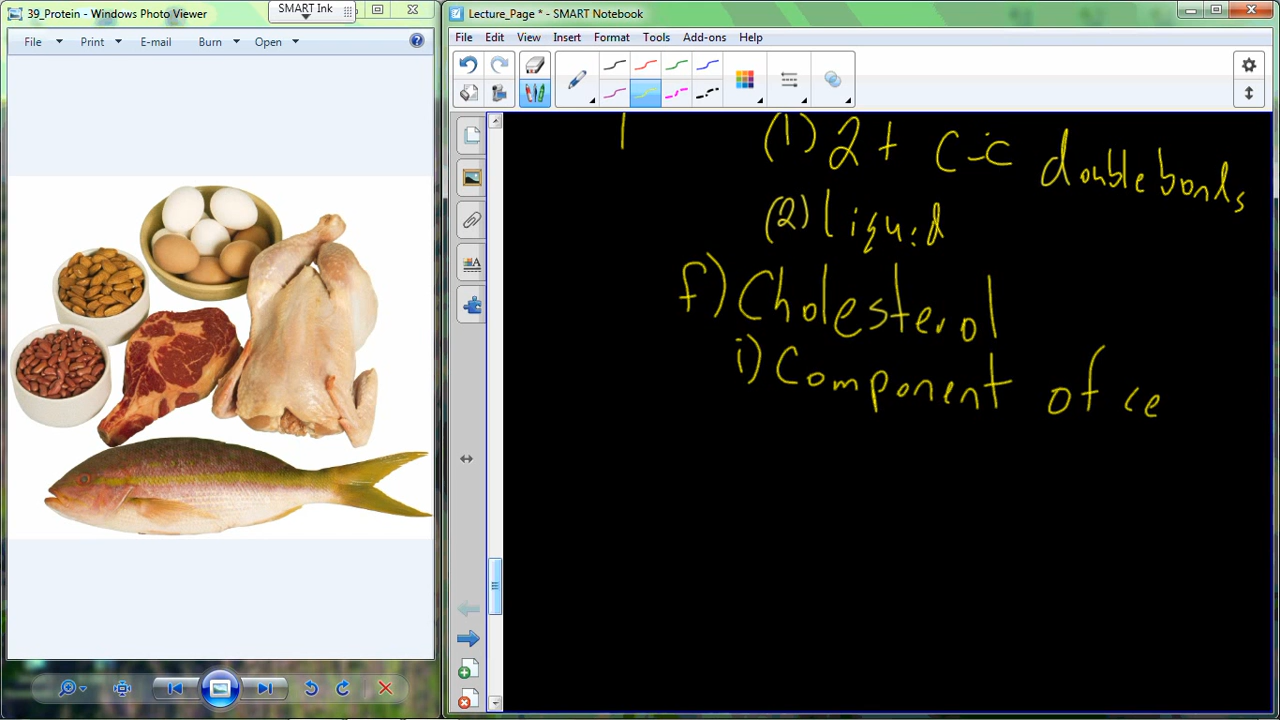 39_Protein - Windows Photo Viewer
SMART Ink
File Print E-mail Burn Open
Lecture_Page * - SMART Notebook
File Edit View Insert Format Tools Add-ons Help
(1) 2+ C-C double bonds
(2) liquid
f) Cholesterol
i) Component of ce